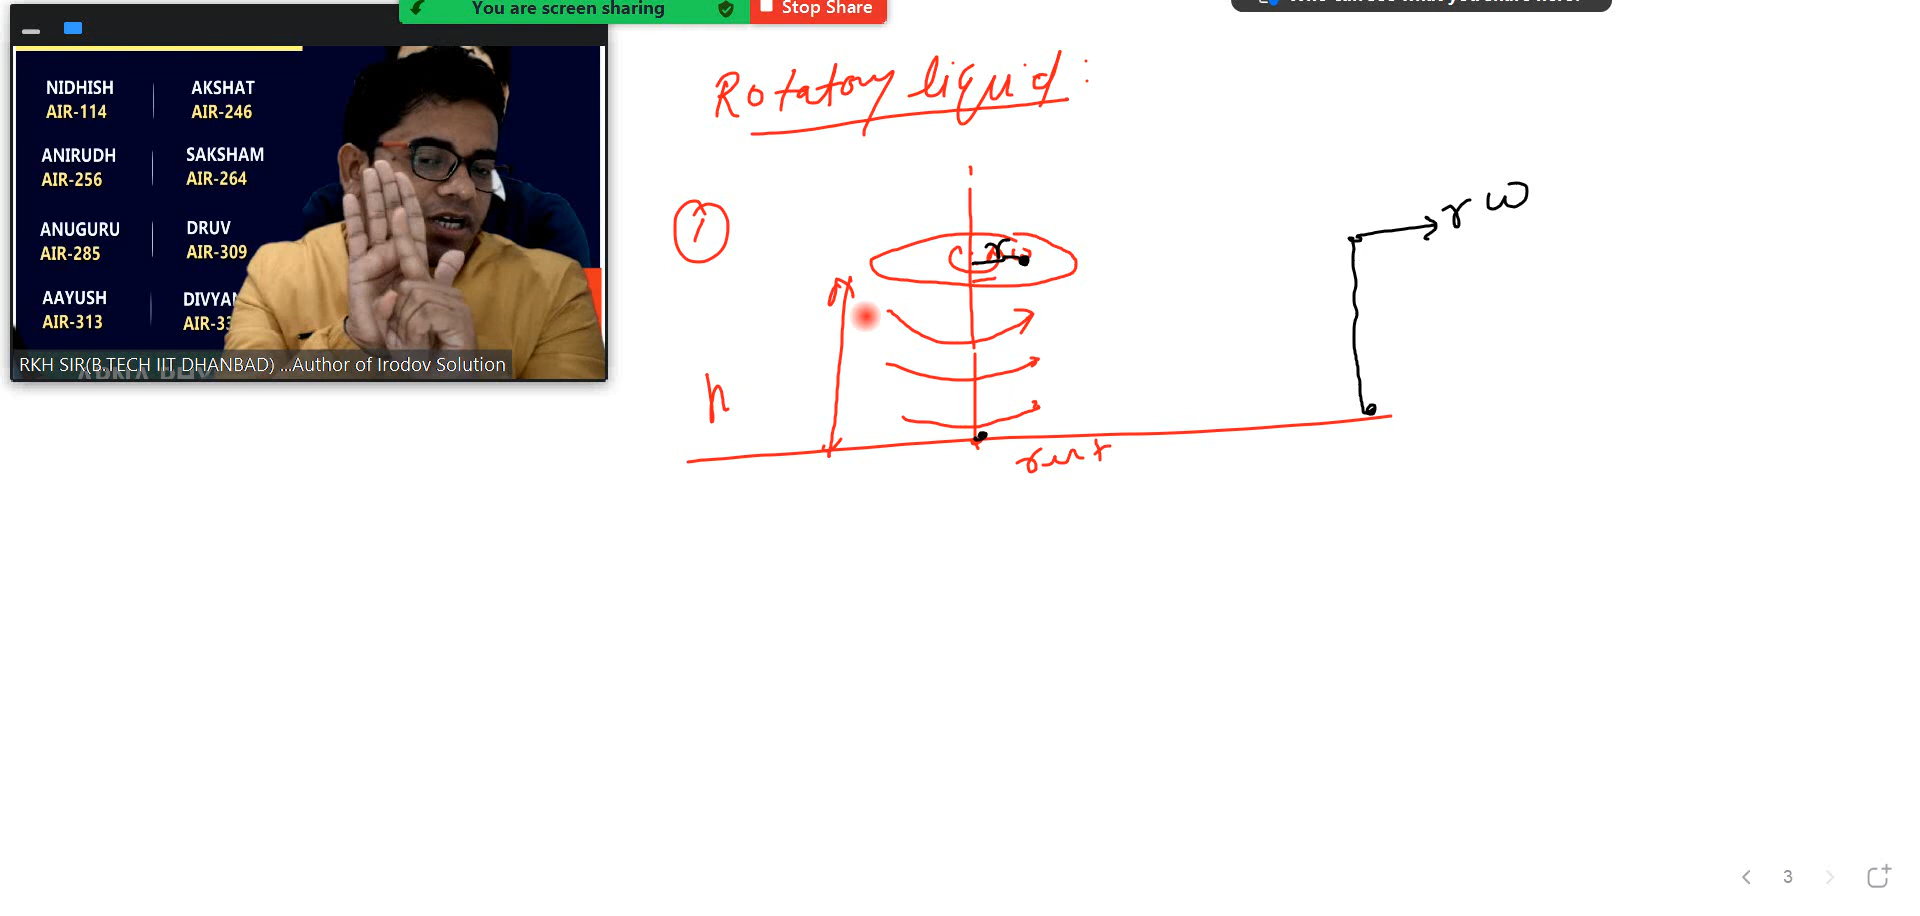 You are screen sharing
Stop Share
NIDHISH AKSHAT
AIR-114 AIR-246
ANIRUDH SAKSHAM
AIR-256 AIR-264
ANUGURU DRUV
AIR-285 AIR-309
AAYUSH
AIR-313
RKH SIR(B.TECH IIT DHANBAD) ...Author of Irodov Solution
Rotatory liquid :
1
r
r ω
h
3